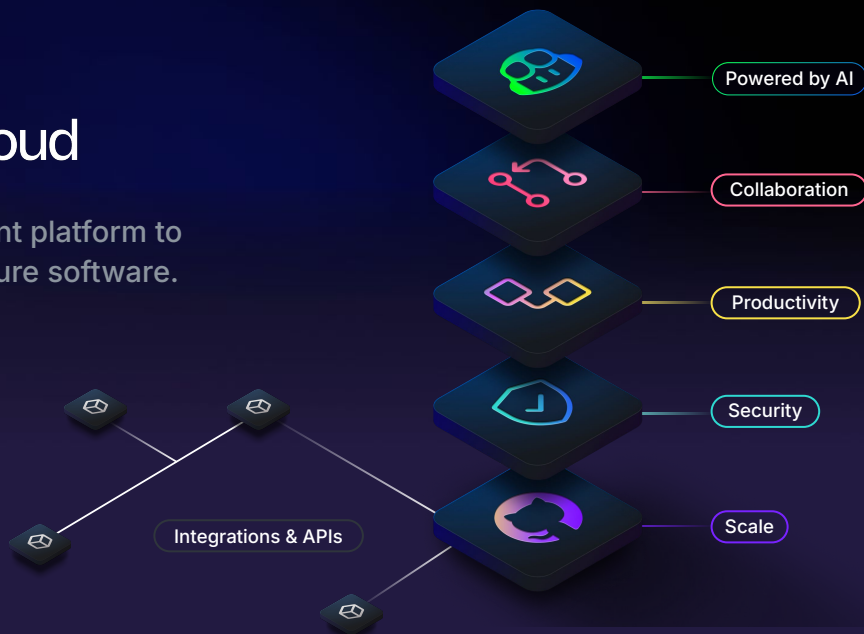 oud
nt platform to
ure software.
Powered by AI
Collaboration
Productivity
Security
Scale
Integrations & APIs